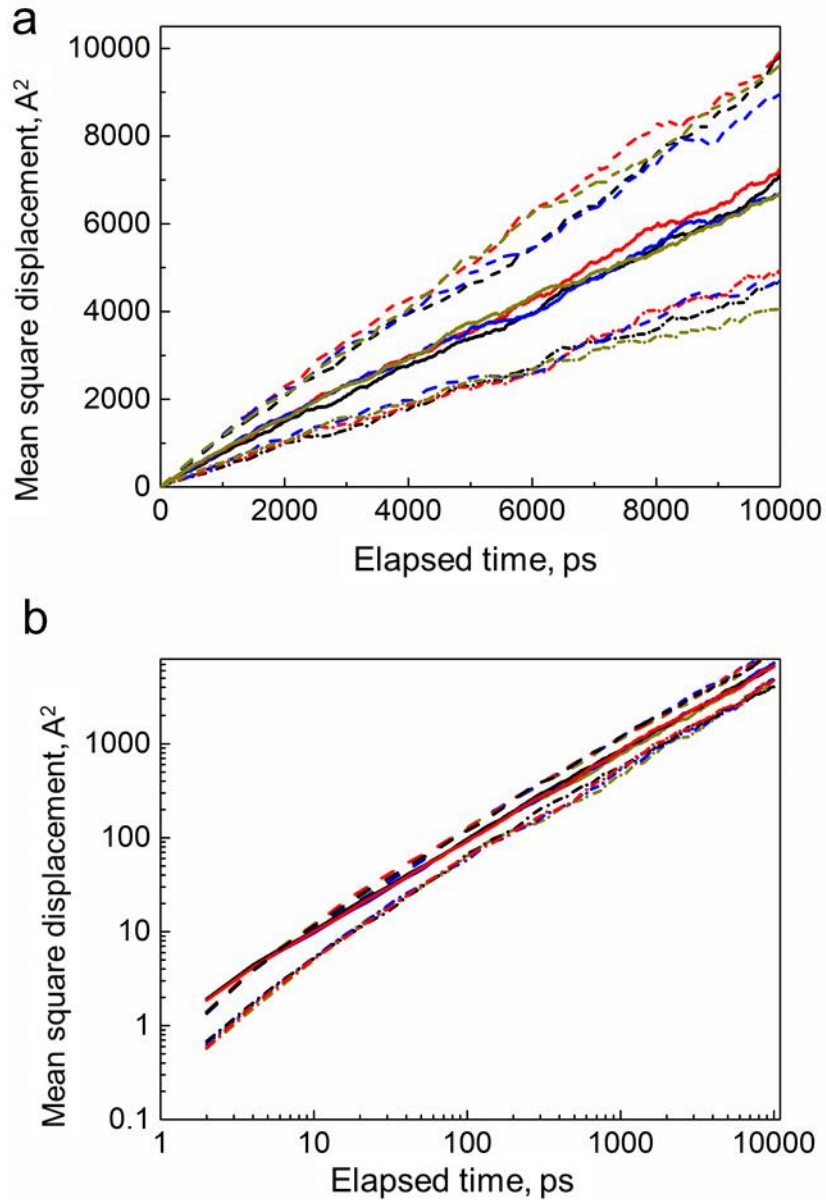 a
Mean square displacement, A²
10000
8000
6000
4000
2000
0
0 2000 4000 6000 8000 10000
Elapsed time, ps
b
Mean square displacement, A²
1000
100
10
1
0.1
1 10 100 1000 10000
Elapsed time, ps